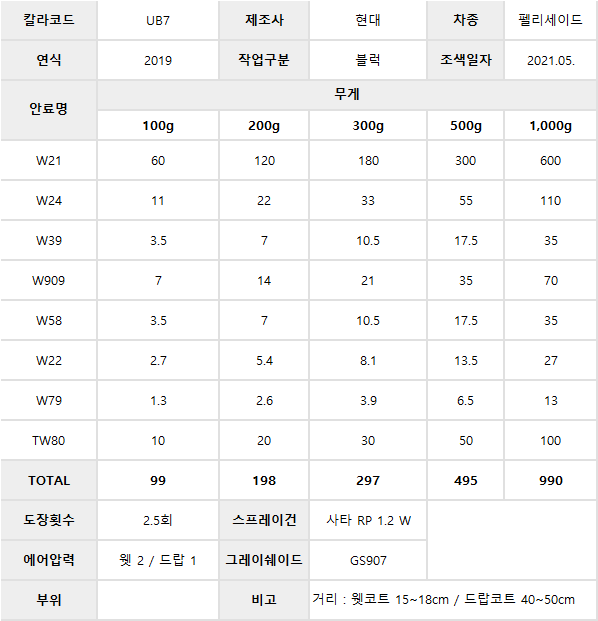 칼라코드 UB7 제조사 현대 차종 펠리세이드
연식 2019 작업구분 블럭 조색일자 2021.05.
안료명 무게
100g 200g 300g 500g 1,000g
W21 60 120 180 300 600
W24 11 22 33 55 110
W39 3.5 7 10.5 17.5 35
W909 7 14 21 35 70
W58 3.5 7 10.5 17.5 35
W22 2.7 5.4 8.1 13.5 27
W79 1.3 2.6 3.9 6.5 13
TW80 10 20 30 50 100
TOTAL 99 198 297 495 990
도장횟수 2.5회 스프레이건 사타 RP 1.2 W
에어압력 웻 2 / 드랍 1 그레이쉐이드 GS907
부위 비고 거리 : 웻코트 15~18cm / 드랍코트 40~50cm